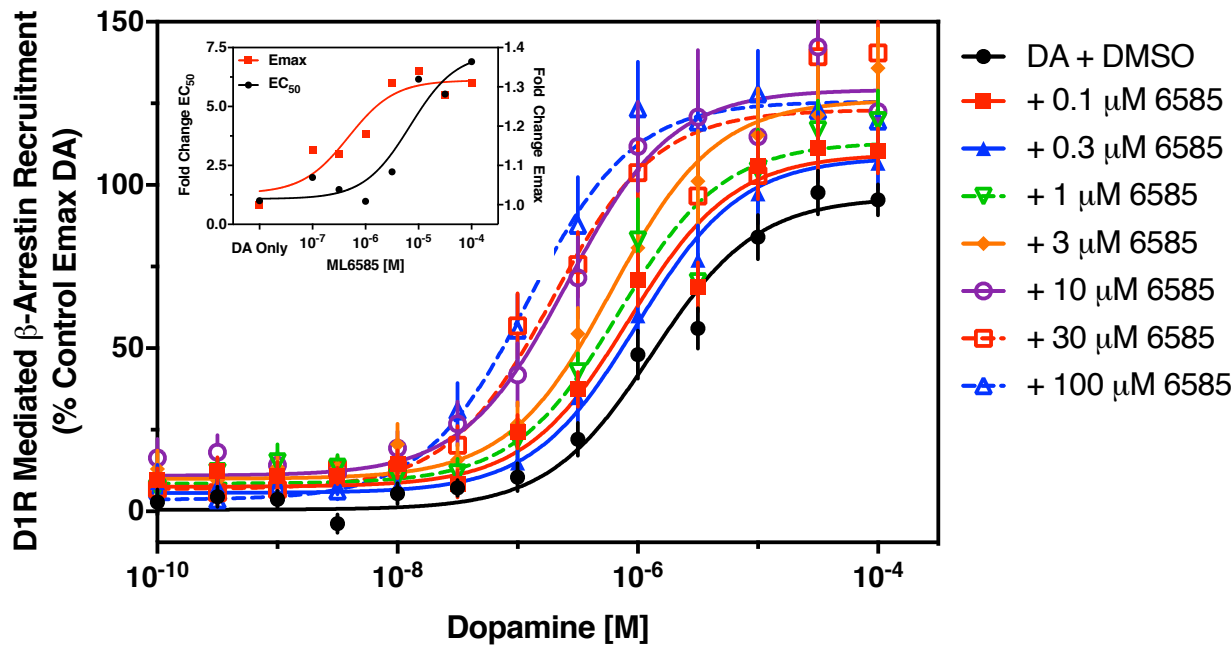 D1R Mediated β-Arrestin Recruitment
(% Control Emax DA)
150
100
50
0
10-10
10-8
10-6
10-4
Dopamine [M]
7.5
5.0
2.5
0.0
Fold Change EC50
1.4
1.3
1.2
1.1
1.0
Fold Change Emax
Emax
EC50
DA Only
10-7
10-6
10-5
10-4
ML6585 [M]
DA + DMSO
+ 0.1 μM 6585
+ 0.3 μM 6585
+ 1 μM 6585
+ 3 μM 6585
+ 10 μM 6585
+ 30 μM 6585
+ 100 μM 6585